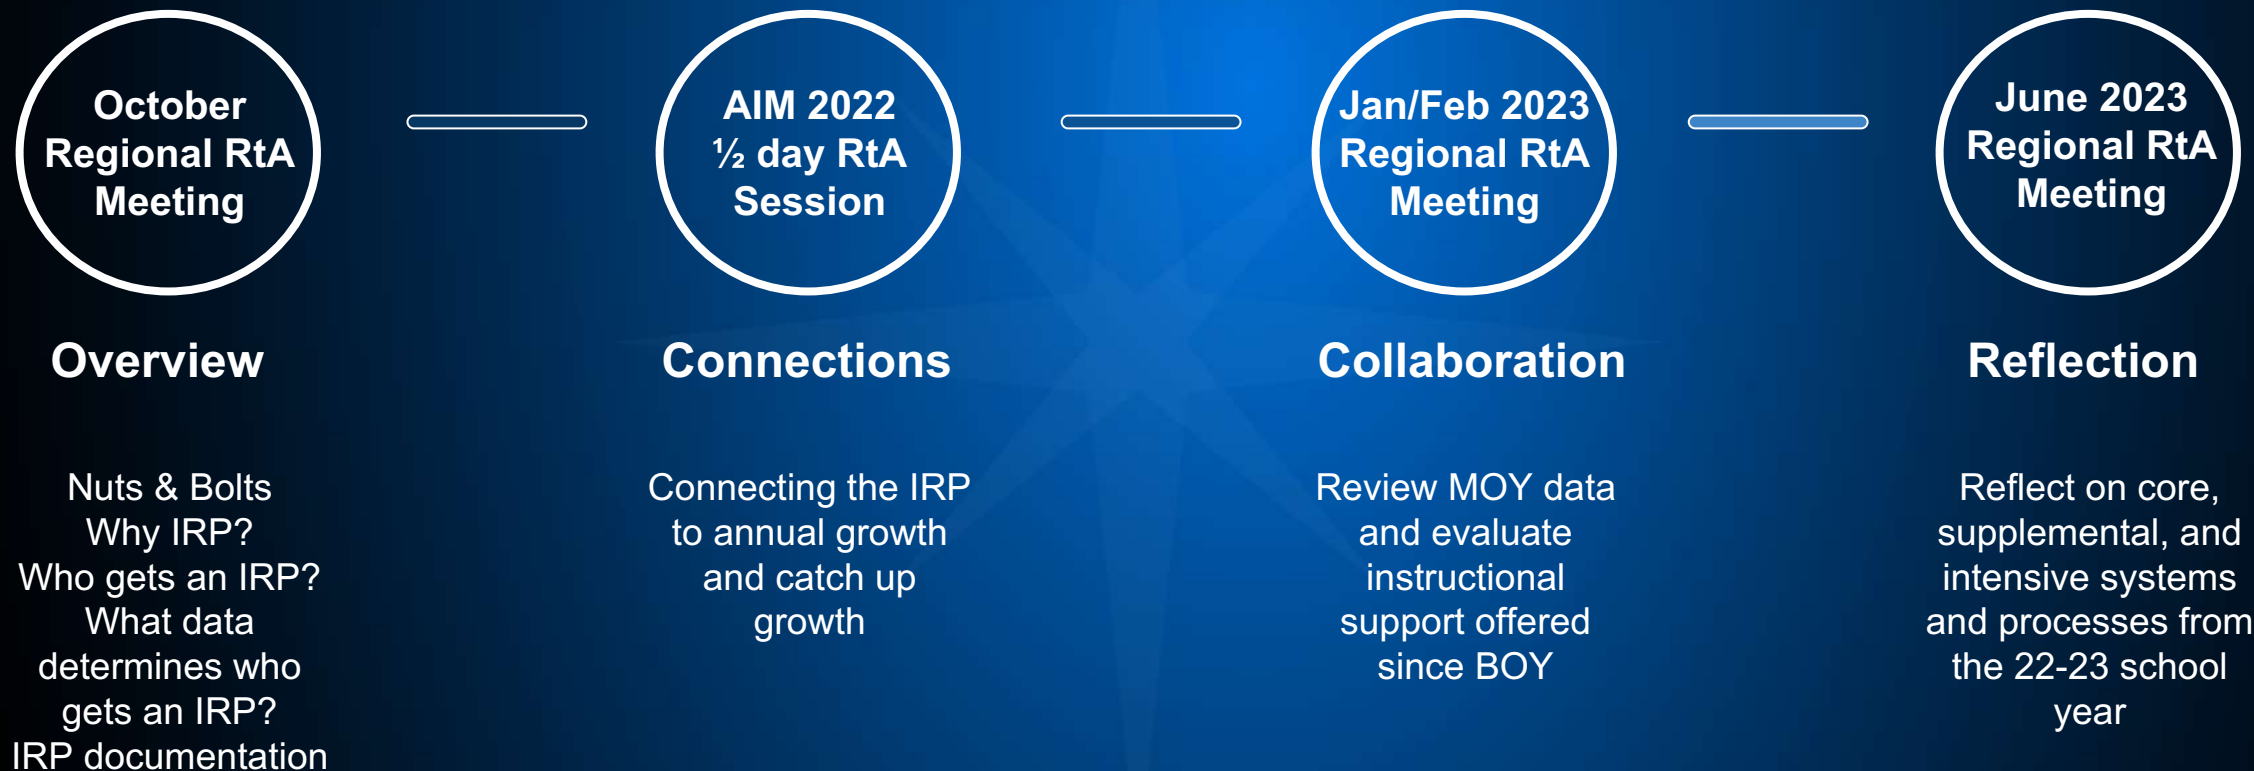 October
Regional RtA
Meeting
Overview
Nuts & Bolts
Why IRP?
Who gets an IRP?
What data
determines who
gets an IRP?
IRP documentation
AIM 2022
½ day RtA
Session
Connections
Connecting the IRP
to annual growth
and catch up
growth
Jan/Feb 2023
Regional RtA
Meeting
Collaboration
Review MOY data
and evaluate
instructional
support offered
since BOY
June 2023
Regional RtA
Meeting
Reflection
Reflect on core,
supplemental, and
intensive systems
and processes from
the 22-23 school
year